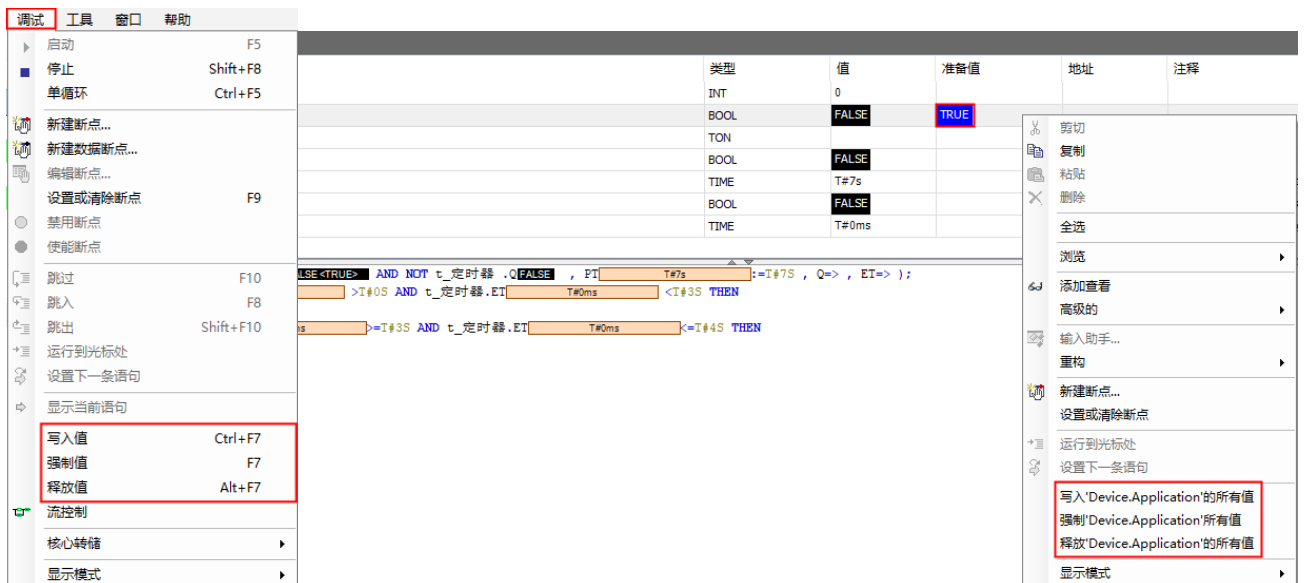 调试 工具 窗口 帮助
启动 F5
停止 Shift+F8
单循环 Ctrl+F5
新建断点...
新建数据断点...
编辑断点...
设置或清除断点 F9
禁用断点
使能断点
跳过 F10
跳入 F8
跳出 Shift+F10
运行到光标处
设置下一条语句
显示当前语句
写入值 Ctrl+F7
强制值 F7
释放值 Alt+F7
流控制
核心转储
显示模式
类型 值 准备值 地址 注释
INT 0
BOOL FALSE TRUE
TON
BOOL FALSE
TIME T#7s
BOOL FALSE
TIME T#0ms
LSE<TRUE> AND NOT t_定时器 .Q FALSE , PT T#7s :=T#7S , Q=> , ET=> );
>T#0S AND t_定时器.ET T#0ms <T#3S THEN
ms >=T#3S AND t_定时器.ET T#0ms <=T#4S THEN
剪切
复制
粘贴
删除
全选
浏览
添加查看
高级的
输入助手...
重构
新建断点...
设置或清除断点
运行到光标处
设置下一条语句
写入'Device.Application'的所有值
强制'Device.Application'所有值
释放'Device.Application'的所有值
显示模式